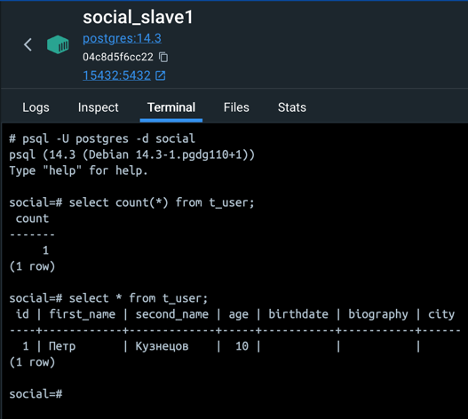 social_slave1
postgres:14.3
04c8d5f6cc22
15432:5432
Logs Inspect Terminal Files Stats
# psql -U postgres -d social
psql (14.3 (Debian 14.3-1.pgdg110+1))
Type "help" for help.
social=# select count(*) from t_user;
count
-------
1
(1 row)
social=# select * from t_user;
id | first_name | second_name | age | birthdate | biography | city
----+------------+-------------+-----+-----------+-----------+------
1 | Петр | Кузнецов | 10 | | |
(1 row)
social=#